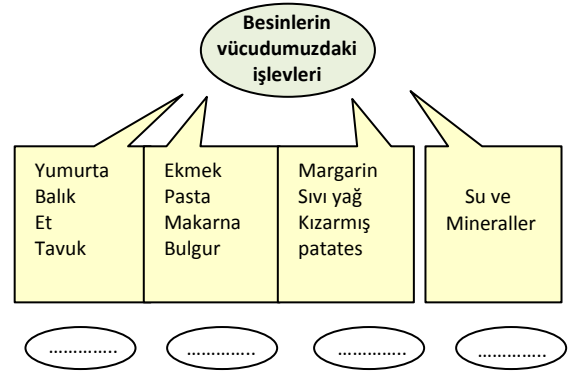 Besinlerin
vücudumuzdaki
işlevleri
Yumurta
Balık
Et
Tavuk
Ekmek
Pasta
Makarna
Bulgur
Margarin
Sıvı yağ
Kızarmış
patates
Su ve
Mineraller
…………..
…………..
…………..
…………..